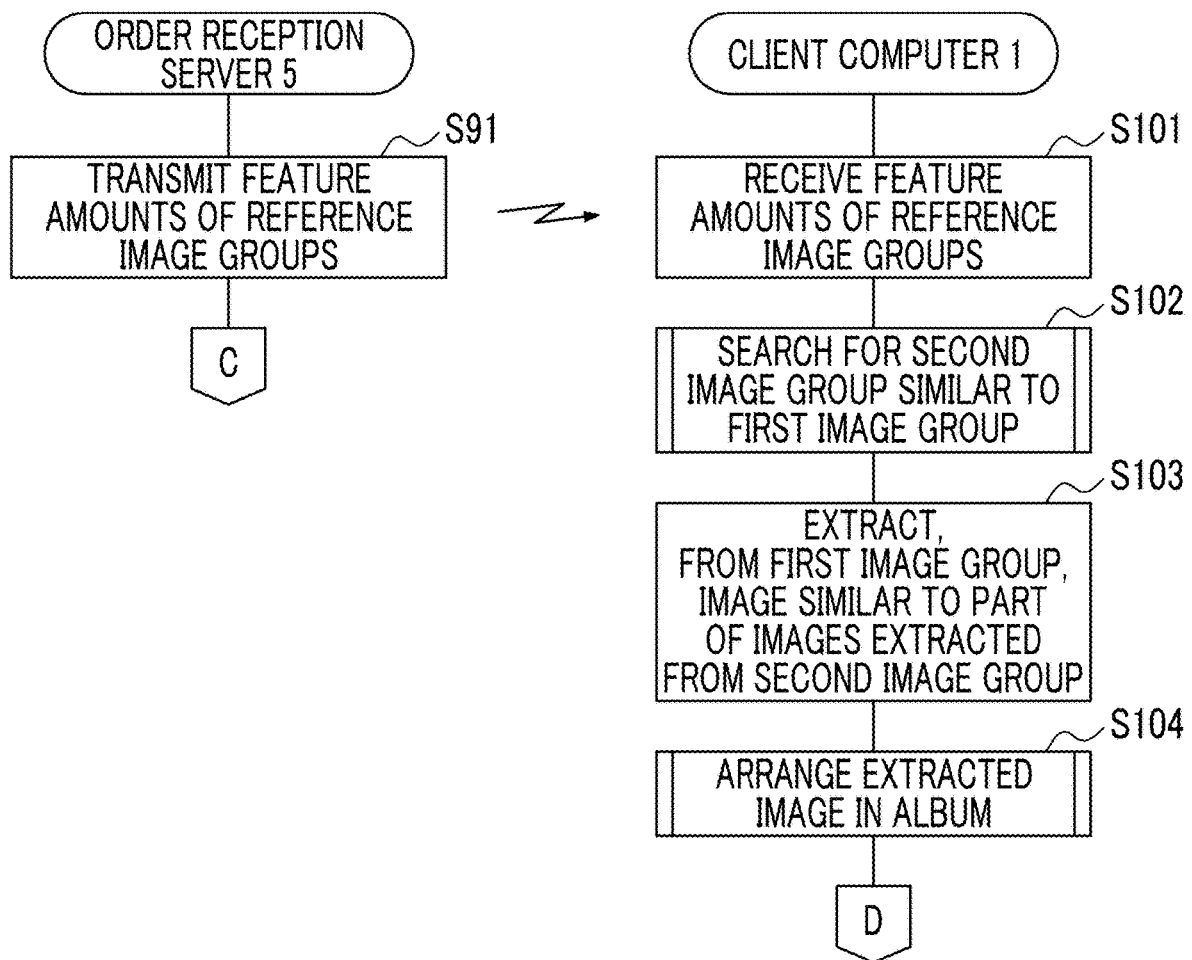 ORDER RECEPTION
SERVER 5
S91
TRANSMIT FEATURE
AMOUNTS OF REFERENCE
IMAGE GROUPS
C
CLIENT COMPUTER 1
S101
RECEIVE FEATURE
AMOUNTS OF REFERENCE
IMAGE GROUPS
S102
SEARCH FOR SECOND
IMAGE GROUP SIMILAR TO
FIRST IMAGE GROUP
S103
EXTRACT,
FROM FIRST IMAGE GROUP,
IMAGE SIMILAR TO PART
OF IMAGES EXTRACTED
FROM SECOND IMAGE GROUP
S104
ARRANGE EXTRACTED
IMAGE IN ALBUM
D